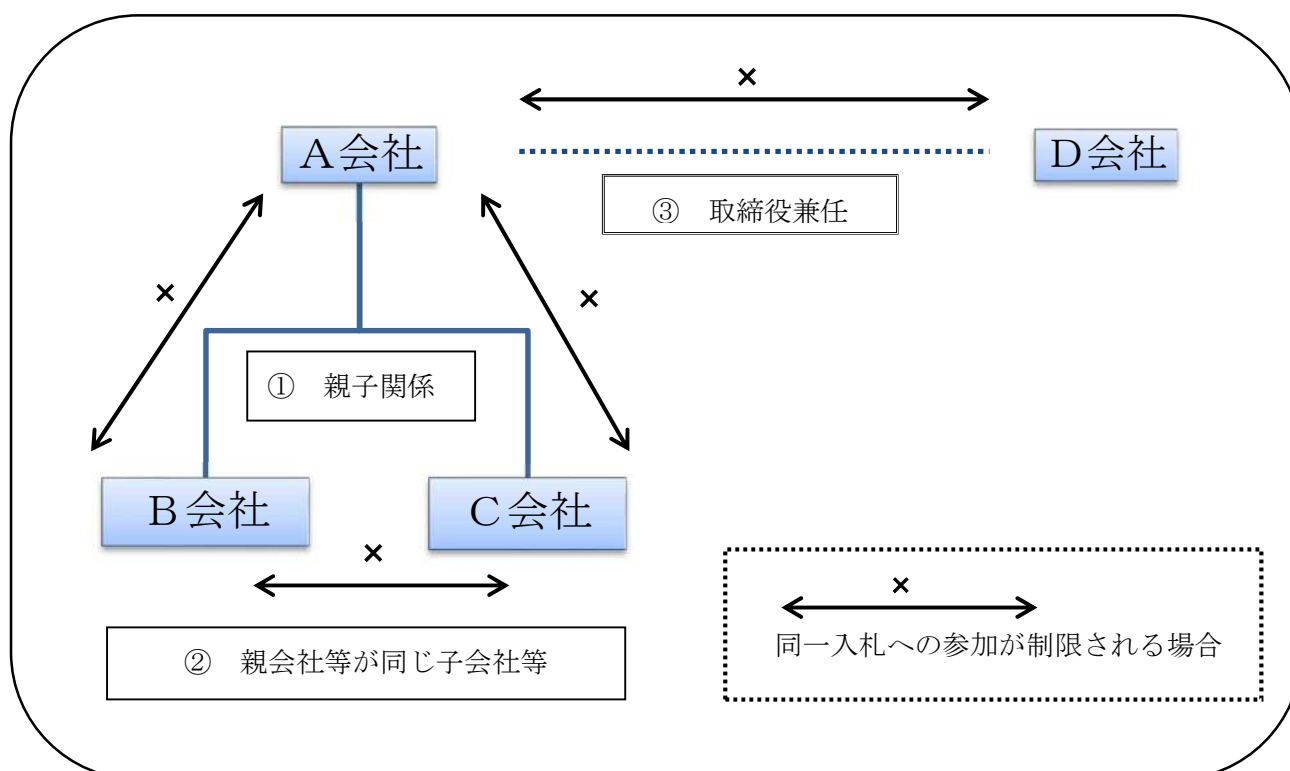 ×
A会社
D会社
③ 取締役兼任
×
×
① 親子関係
B会社
C会社
×
② 親会社等が同じ子会社等
×
同一入札への参加が制限される場合